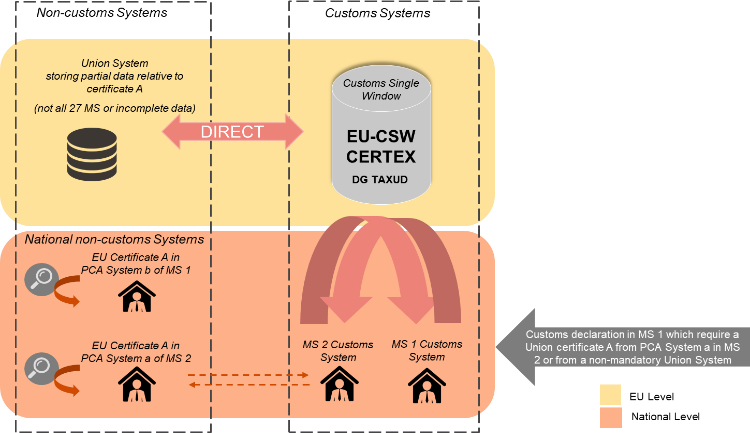 Non-customs Systems
Customs Systems
Union System
storing partial data relative to
certificate A
(not all 27 MS or incomplete data)
DIRECT
Customs Single
Window
EU-CSW
CERTEX
DG TAXUD
National non-customs Systems
EU Certificate A in
PCA System b of MS 1
EU Certificate A in
PCA System a of MS 2
MS 2 Customs
System
MS 1 Customs
System
Customs declaration in MS 1 which require a
Union certificate A from PCA System a in MS
2 or from a non-mandatory Union System
EU Level
National Level